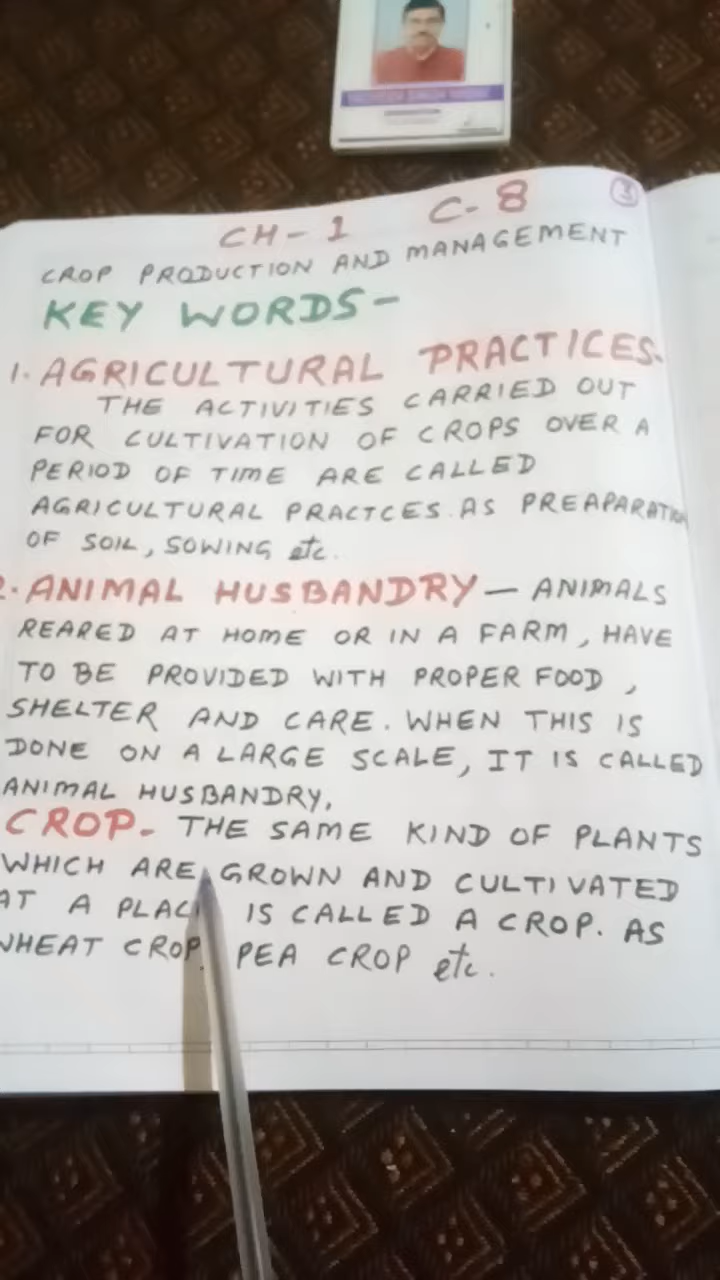 CH-1 C-8
3
CROP PRODUCTION AND MANAGEMENT
KEY WORDS-
1. AGRICULTURAL PRACTICES-
THE ACTIVITIES CARRIED OUT
FOR CULTIVATION OF CROPS OVER A
PERIOD OF TIME ARE CALLED
AGRICULTURAL PRACTCES. AS PREAPARATION
OF SOIL, SOWING etc.
2. ANIMAL HUSBANDRY — ANIMALS
REARED AT HOME OR IN A FARM, HAVE
TO BE PROVIDED WITH PROPER FOOD,
SHELTER AND CARE. WHEN THIS IS
DONE ON A LARGE SCALE, IT IS CALLED
ANIMAL HUSBANDRY.
CROP- THE SAME KIND OF PLANTS
WHICH ARE GROWN AND CULTIVATED
AT A PLACE IS CALLED A CROP. AS
WHEAT CROP, PEA CROP etc.